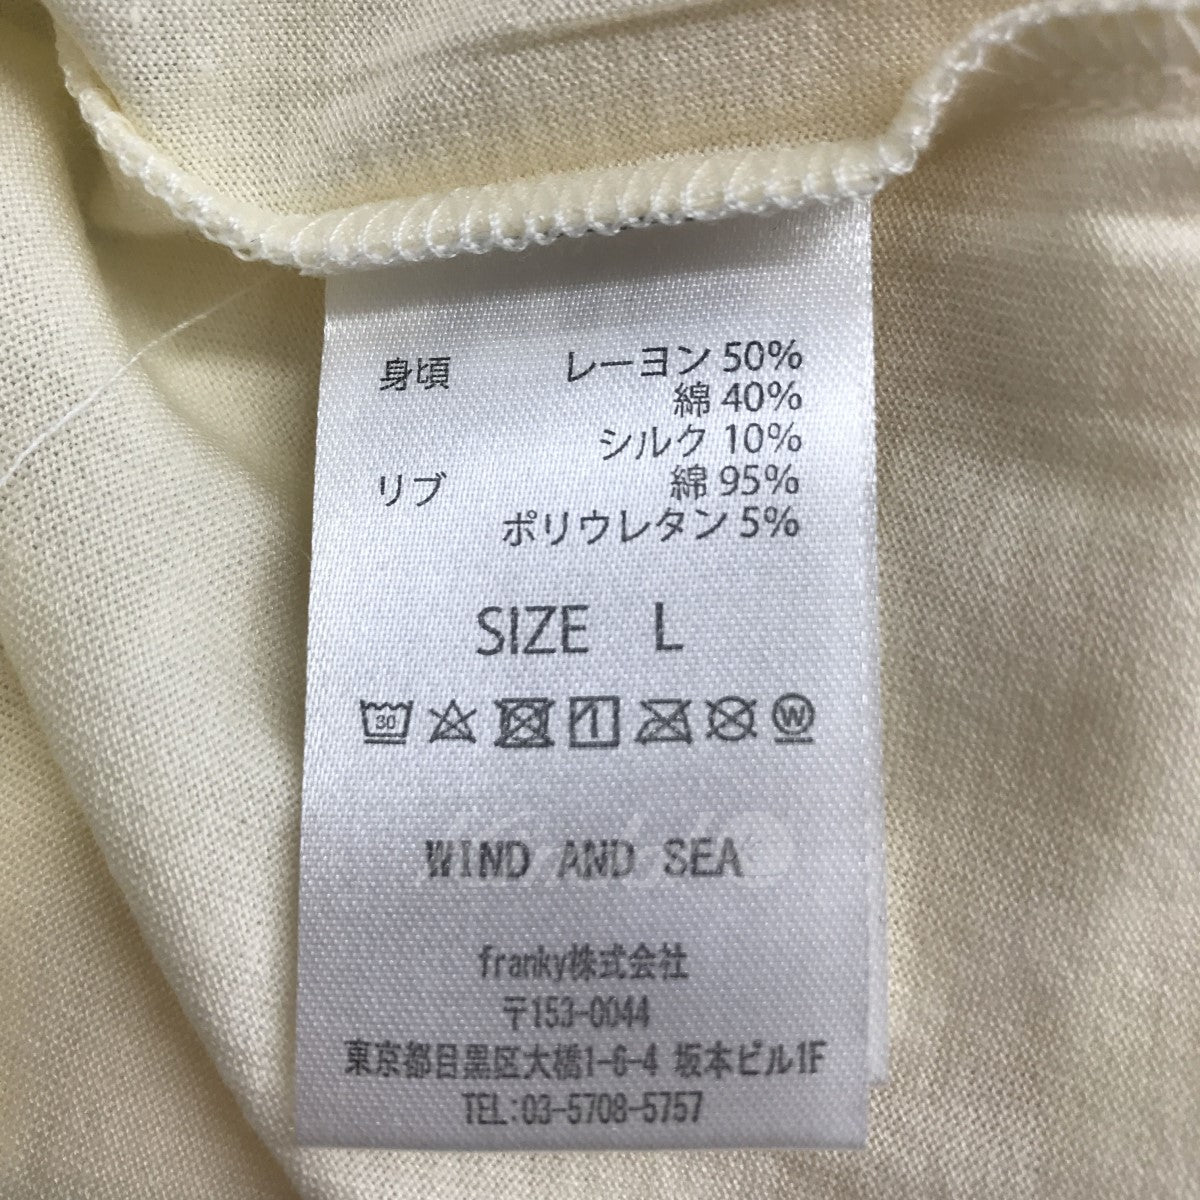 身頃 レーヨン 50%
綿 40%
シルク 10%
リブ 綿 95%
ポリウレタン 5%
SIZE L
30 1 W
WIND AND SEA
franky株式会社
〒153-0044
東京都目黒区大橋1-6-4 坂本ビル1F
TEL:03-5708-5757